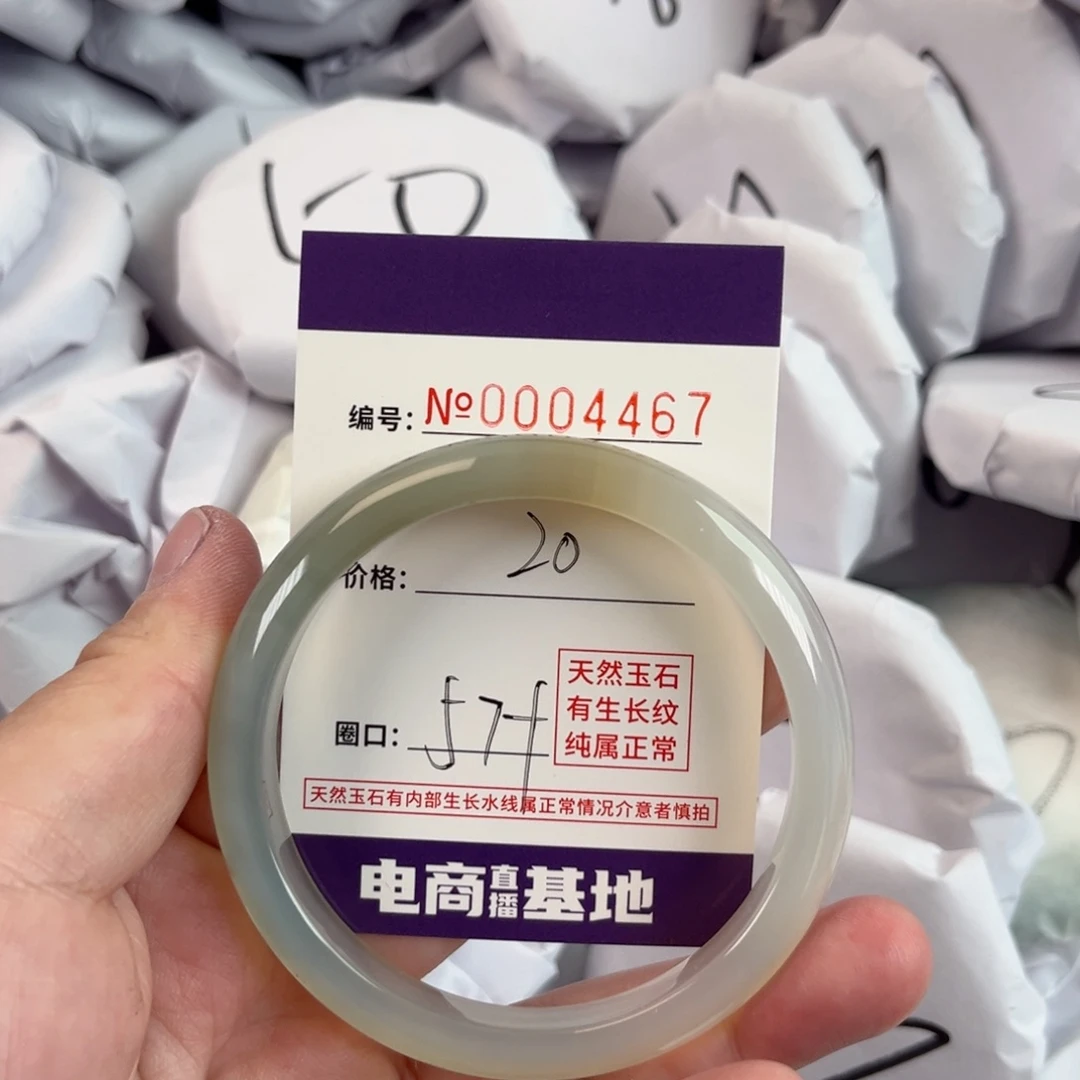 50
编号: №0004467
价格: 20
天然玉石
有生长纹
纯属正常
圈口: 57+
天然玉石有内部生长水线属正常情况介意者慎拍
电商直播基地